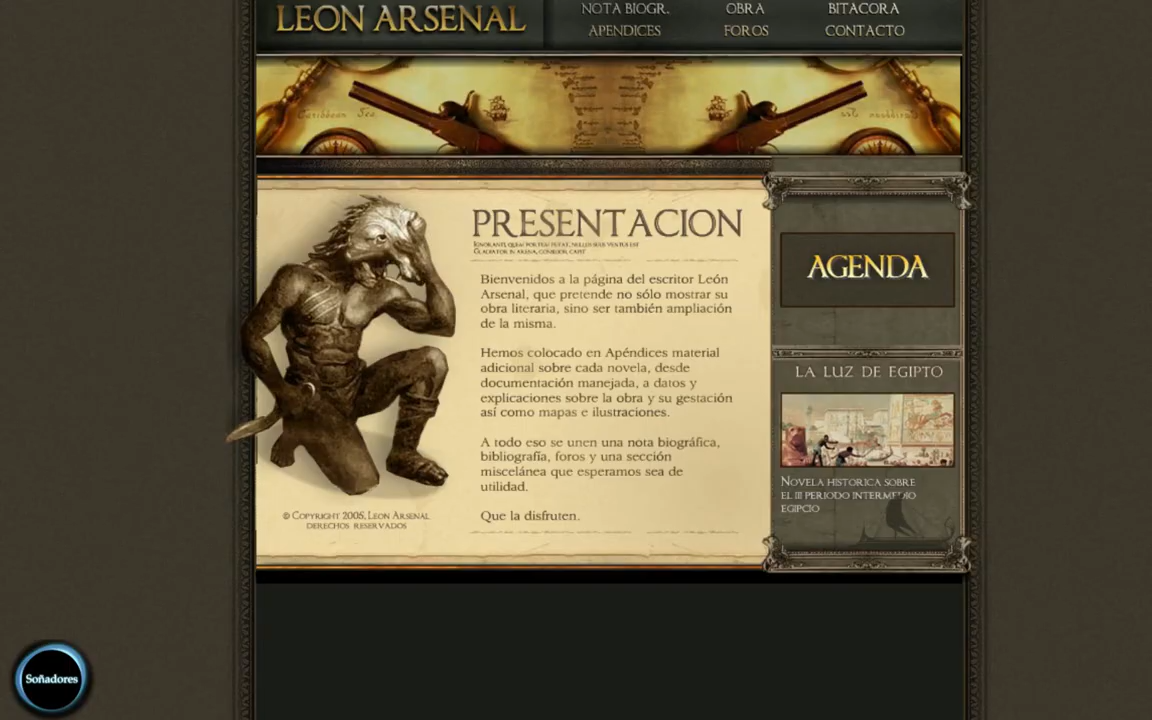 LEON ARSENAL
NOTA BIOGR.
OBRA
BITACORA
APENDICES
FOROS
CONTACTO
Caribbean Sea
PRESENTACION
AGENDA
Bienvenidos a la página del escritor León
Arsenal, que pretende no sólo mostrar su
obra literaria, sino ser también ampliación
de la misma.
Hemos colocado en Apéndices material
adicional sobre cada novela, desde
documentación manejada, a datos y
explicaciones sobre la obra y su gestación
así como mapas e ilustraciones.
A todo eso se unen una nota biográfica,
bibliografía, foros y una sección
miscelánea que esperamos sea de
utilidad.
Que la disfruten.
© COPYRIGHT 2005, LEON ARSENAL
DERECHOS RESERVADOS
LA LUZ DE EGIPTO
NOVELA HISTORICA SOBRE
EL III PERIODO INTERMEDIO
EGIPCIO
Soñadores